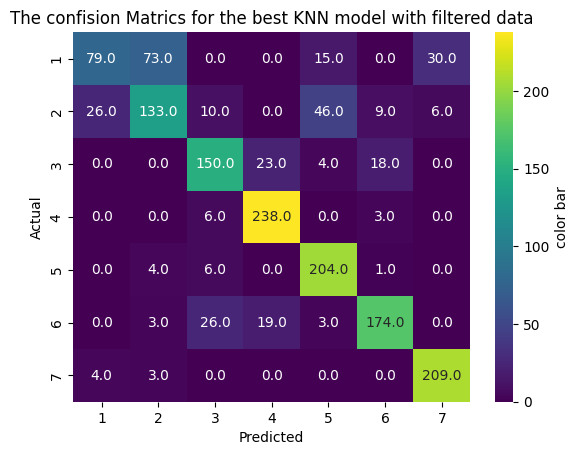 The confision Matrics for the best KNN model with filtered data
1 79.0 73.0 0.0 0.0 15.0 0.0 30.0
2 26.0 133.0 10.0 0.0 46.0 9.0 6.0
3 0.0 0.0 150.0 23.0 4.0 18.0 0.0
4 0.0 0.0 6.0 238.0 0.0 3.0 0.0
5 0.0 4.0 6.0 0.0 204.0 1.0 0.0
6 0.0 3.0 26.0 19.0 3.0 174.0 0.0
7 4.0 3.0 0.0 0.0 0.0 0.0 209.0
1 2 3 4 5 6 7
Predicted
Actual
200
150
100
50
0
color bar